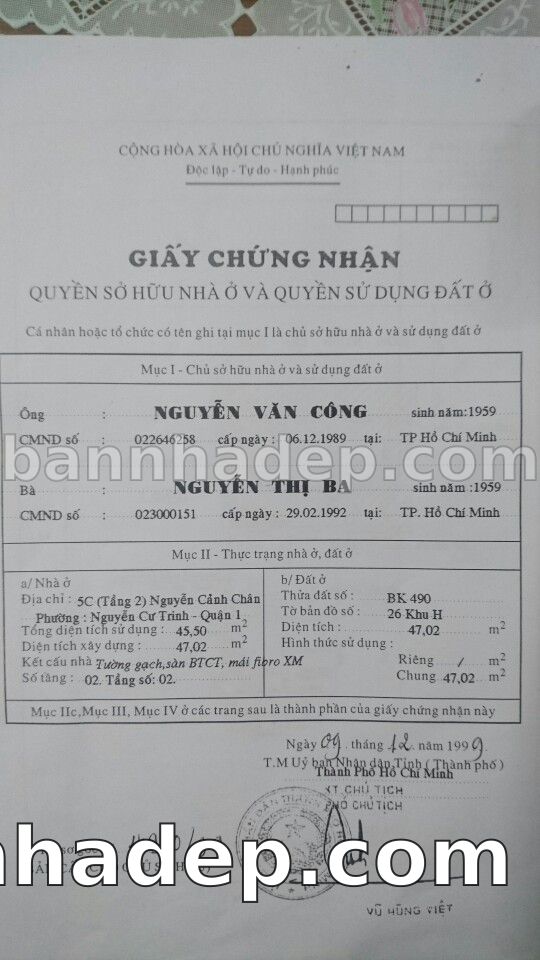 CỘNG HÒA XÃ HỘI CHỦ NGHĨA VIỆT NAM
Độc lập - Tự do - Hạnh phúc
GIẤY CHỨNG NHẬN
QUYỀN SỞ HỮU NHÀ Ở VÀ QUYỀN SỬ DỤNG ĐẤT Ở
Cá nhân hoặc tổ chức có tên ghi tại mục I là chủ sở hữu nhà ở và sử dụng đất ở
Mục I - Chủ sở hữu nhà ở và sử dụng đất ở
Ông : NGUYỄN VĂN CÔNG sinh năm:1959
CMND số : 022646258 cấp ngày : 06.12.1989 tại: TP Hồ Chí Minh
bannhadep.com
Bà : NGUYỄN THỊ BA sinh năm :1959
CMND số : 023000151 cấp ngày : 29.02.1992 tại: TP. Hồ Chí Minh
Mục II - Thực trạng nhà ở, đất ở
a/ Nhà ở
Địa chỉ : 5C (Tầng 2) Nguyễn Cảnh Chân
Phường : Nguyễn Cư Trinh - Quận 1
Tổng diện tích sử dụng : 45,50 m2
Diện tích xây dựng : 47,02 m2
Kết cấu nhà Tường gạch,sàn BTCT, mái fibro XM
Số tầng : 02. Tầng số: 02.
b/ Đất ở
Thửa đất số : BK 490
Tờ bản đồ số : 26 Khu H
Diện tích : 47,02 m2
Hình thức sử dụng :
Riêng / m2
Chung 47,02 m2
Mục IIc,Mục III, Mục IV ở các trang sau là thành phần của giấy chứng nhận này
Ngày 09 tháng 12 năm 1999.
T.M Uỷ ban Nhân dân Tỉnh ( Thành phố )
Thành Phố Hồ Chí Minh
KT CHỦ TỊCH
PHÓ CHỦ TỊCH
nhadep.com
VŨ HÙNG VIỆT